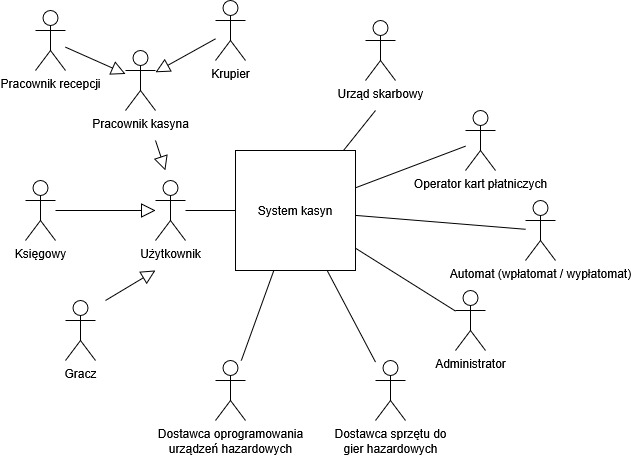 Krupier
Pracownik recepcji
Urząd skarbowy
Pracownik kasyna
Operator kart płatniczych
System kasyn
Księgowy
Użytkownik
Automat (wpłatomat / wypłatomat)
Administrator
Gracz
Dostawca oprogramowania
urządzeń hazardowych
Dostawca sprzętu do
gier hazardowych